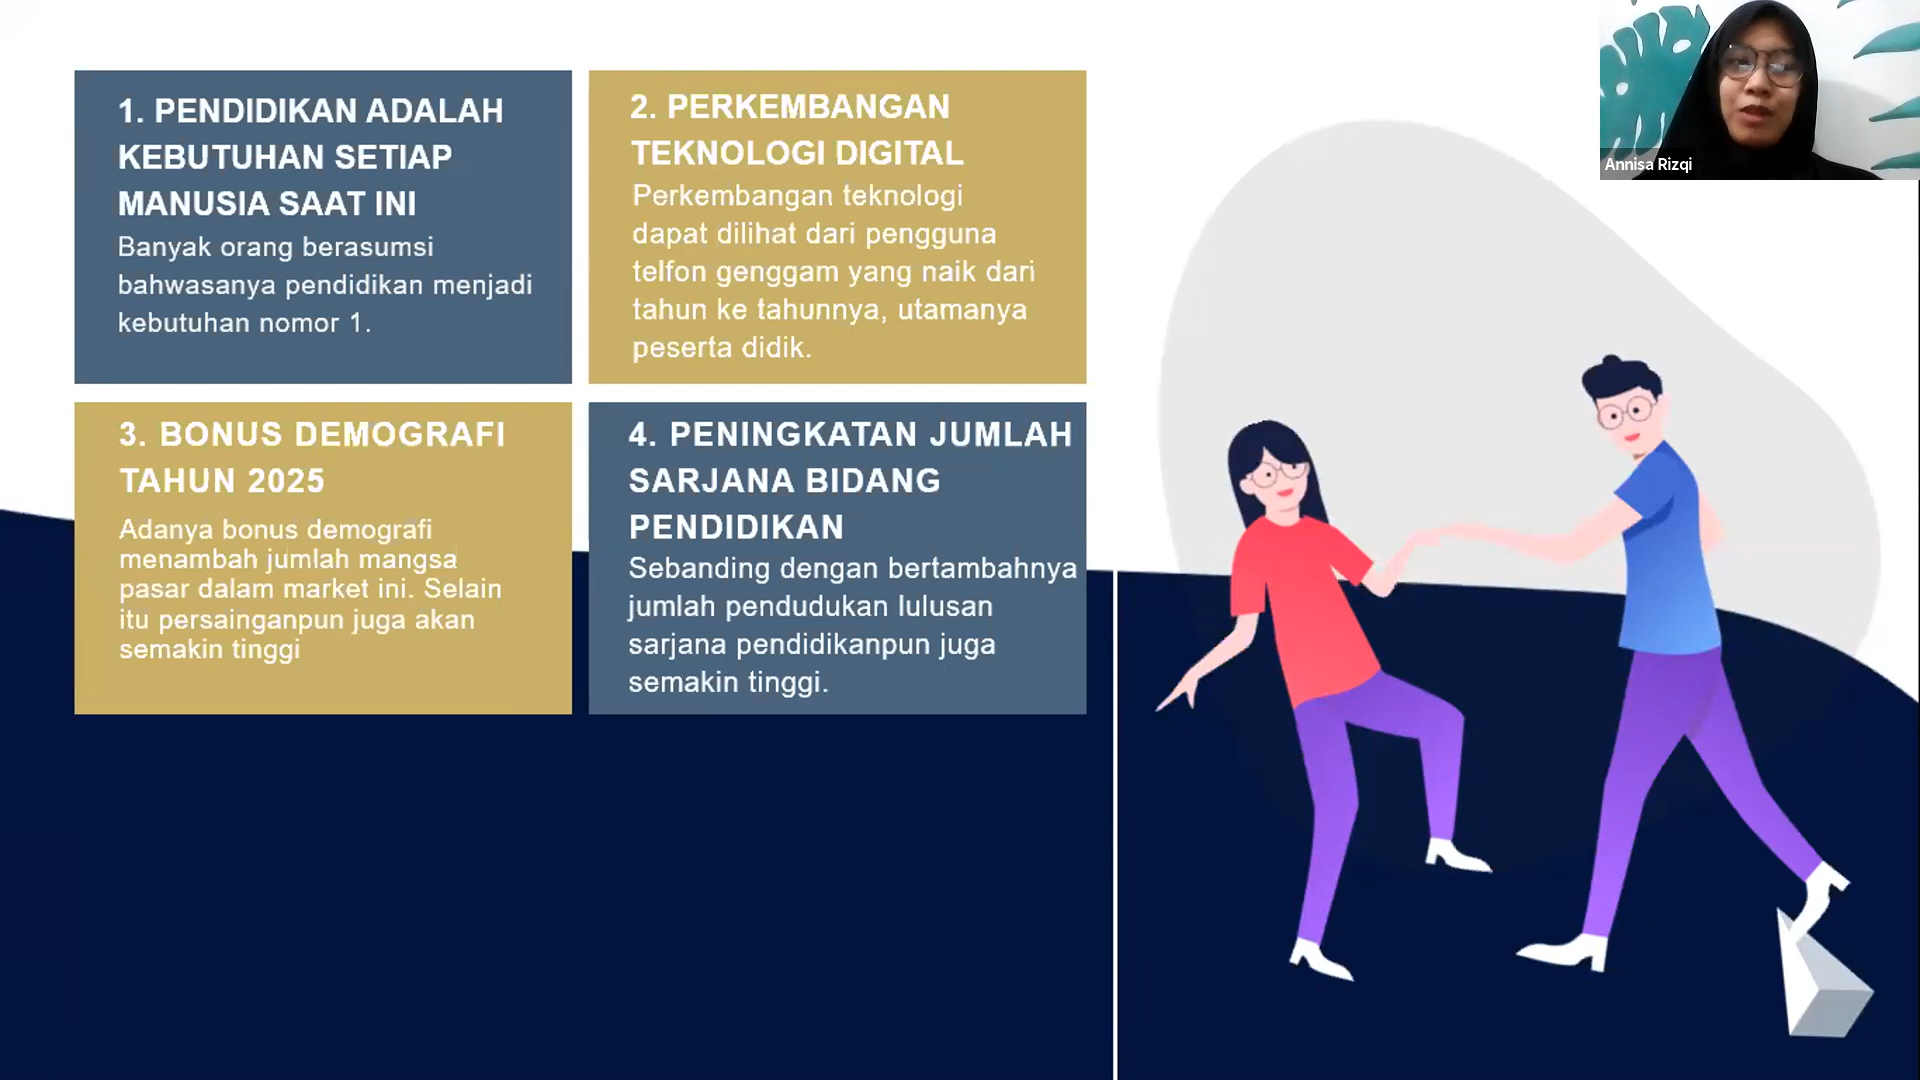 1. PENDIDIKAN ADALAH
KEBUTUHAN SETIAP
MANUSIA SAAT INI
Banyak orang berasumsi
bahwasanya pendidikan menjadi
kebutuhan nomor 1.
2. PERKEMBANGAN
TEKNOLOGI DIGITAL
Perkembangan teknologi
dapat dilihat dari pengguna
telfon genggam yang naik dari
tahun ke tahunnya, utamanya
peserta didik.
3. BONUS DEMOGRAFI
TAHUN 2025
Adanya bonus demografi
menambah jumlah mangsa
pasar dalam market ini. Selain
itu persainganpun juga akan
semakin tinggi
4. PENINGKATAN JUMLAH
SARJANA BIDANG
PENDIDIKAN
Sebanding dengan bertambahnya
jumlah pendudukan lulusan
sarjana pendidikanpun juga
semakin tinggi.
Annisa Rizqi